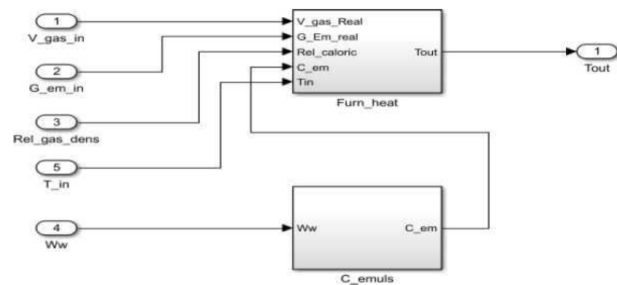 1
V_gas_in
2
G_em_in
3
Rel_gas_dens
5
T_in
4
Ww
V_gas_Real
G_Em_real
Rel_caloric
C_em
Tin
Tout
Furn_heat
1
Tout
Ww
C_em
C_emuls